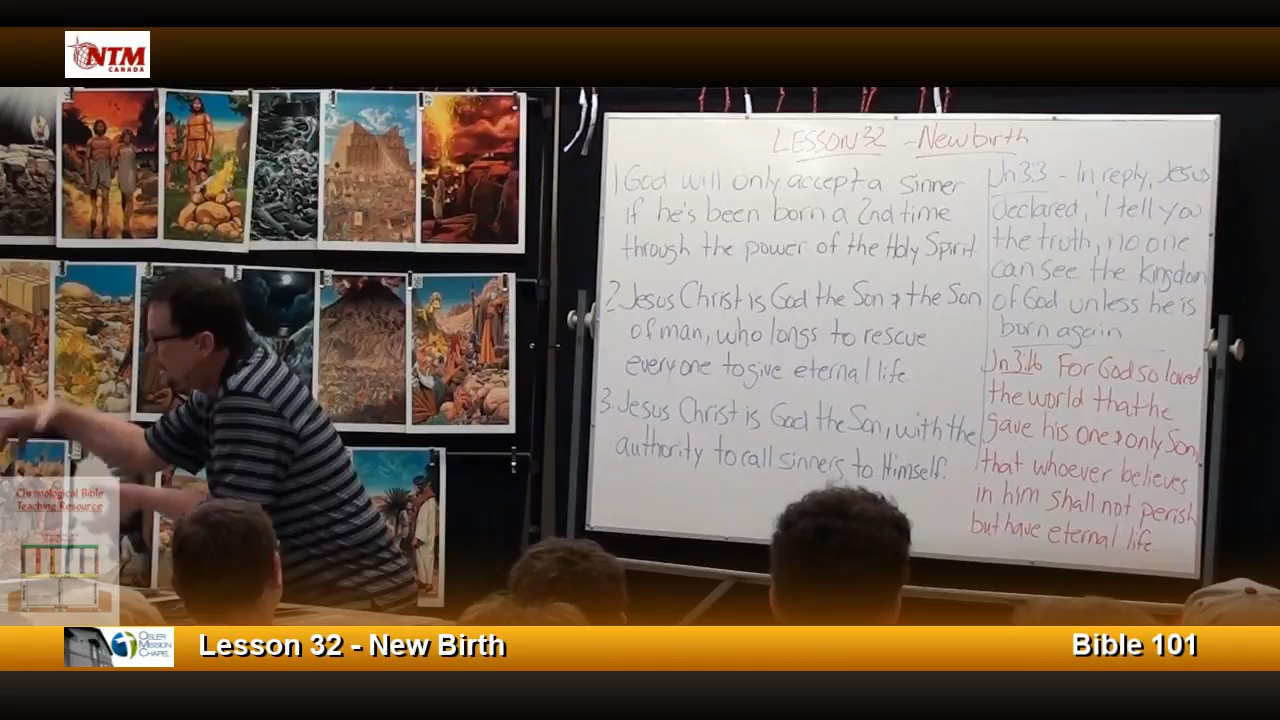 NTM
CANADA
LESSON 32 - New birth
1 God will only accept a sinner
if he's been born a 2nd time
through the power of the Holy Spirit
2. Jesus Christ is God the Son & the Son
of man, who longs to rescue
everyone to give eternal life.
3. Jesus Christ is God the Son, with the
authority to call sinners to Himself.
Jn 3:3 - In reply, Jesus
declared, 'I tell you
the truth, no one
can see the kingdom
of God unless he is
born again
Jn 3:16 For God so loved
the world that he
gave his one & only Son,
that whoever believes
in him shall not perish
but have eternal life.
Chronological Bible
Teaching Resource
OSLER
MISSION
CHAPEL
Lesson 32 - New Birth
Bible 101